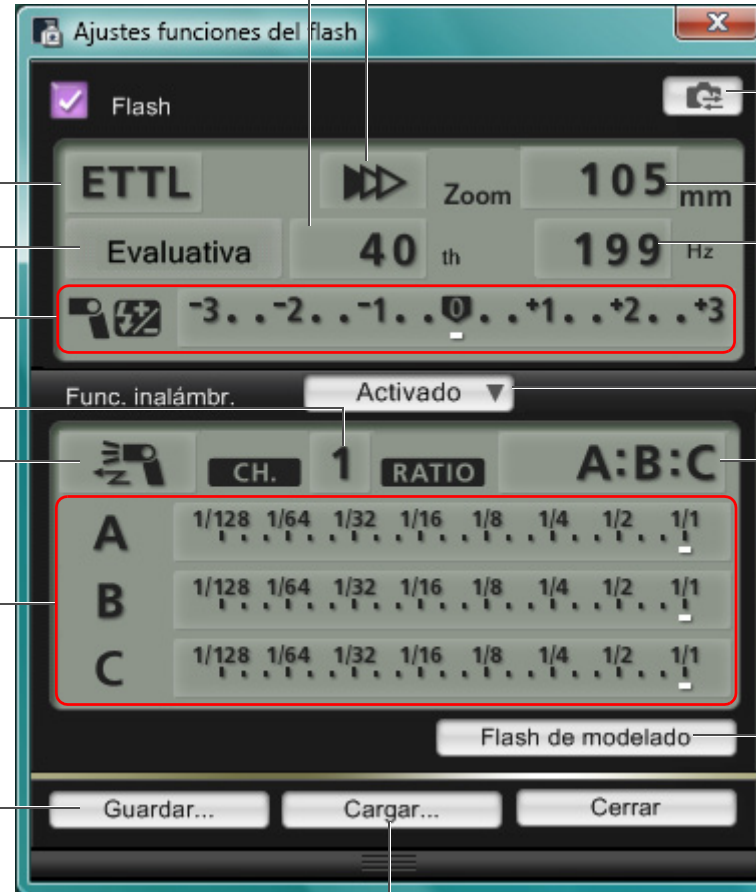 Ajustes funciones del flash
Flash
ETTL Zoom 105 mm
Evaluativa 40 th 199 Hz
-3..-2..-1..0..+1..+2..+3
Func. inalámbr. Activado
CH. 1 RATIO A:B:C
A 1/128 1/64 1/32 1/16 1/8 1/4 1/2 1/1
B 1/128 1/64 1/32 1/16 1/8 1/4 1/2 1/1
C 1/128 1/64 1/32 1/16 1/8 1/4 1/2 1/1
Flash de modelado
Guardar... Cargar... Cerrar